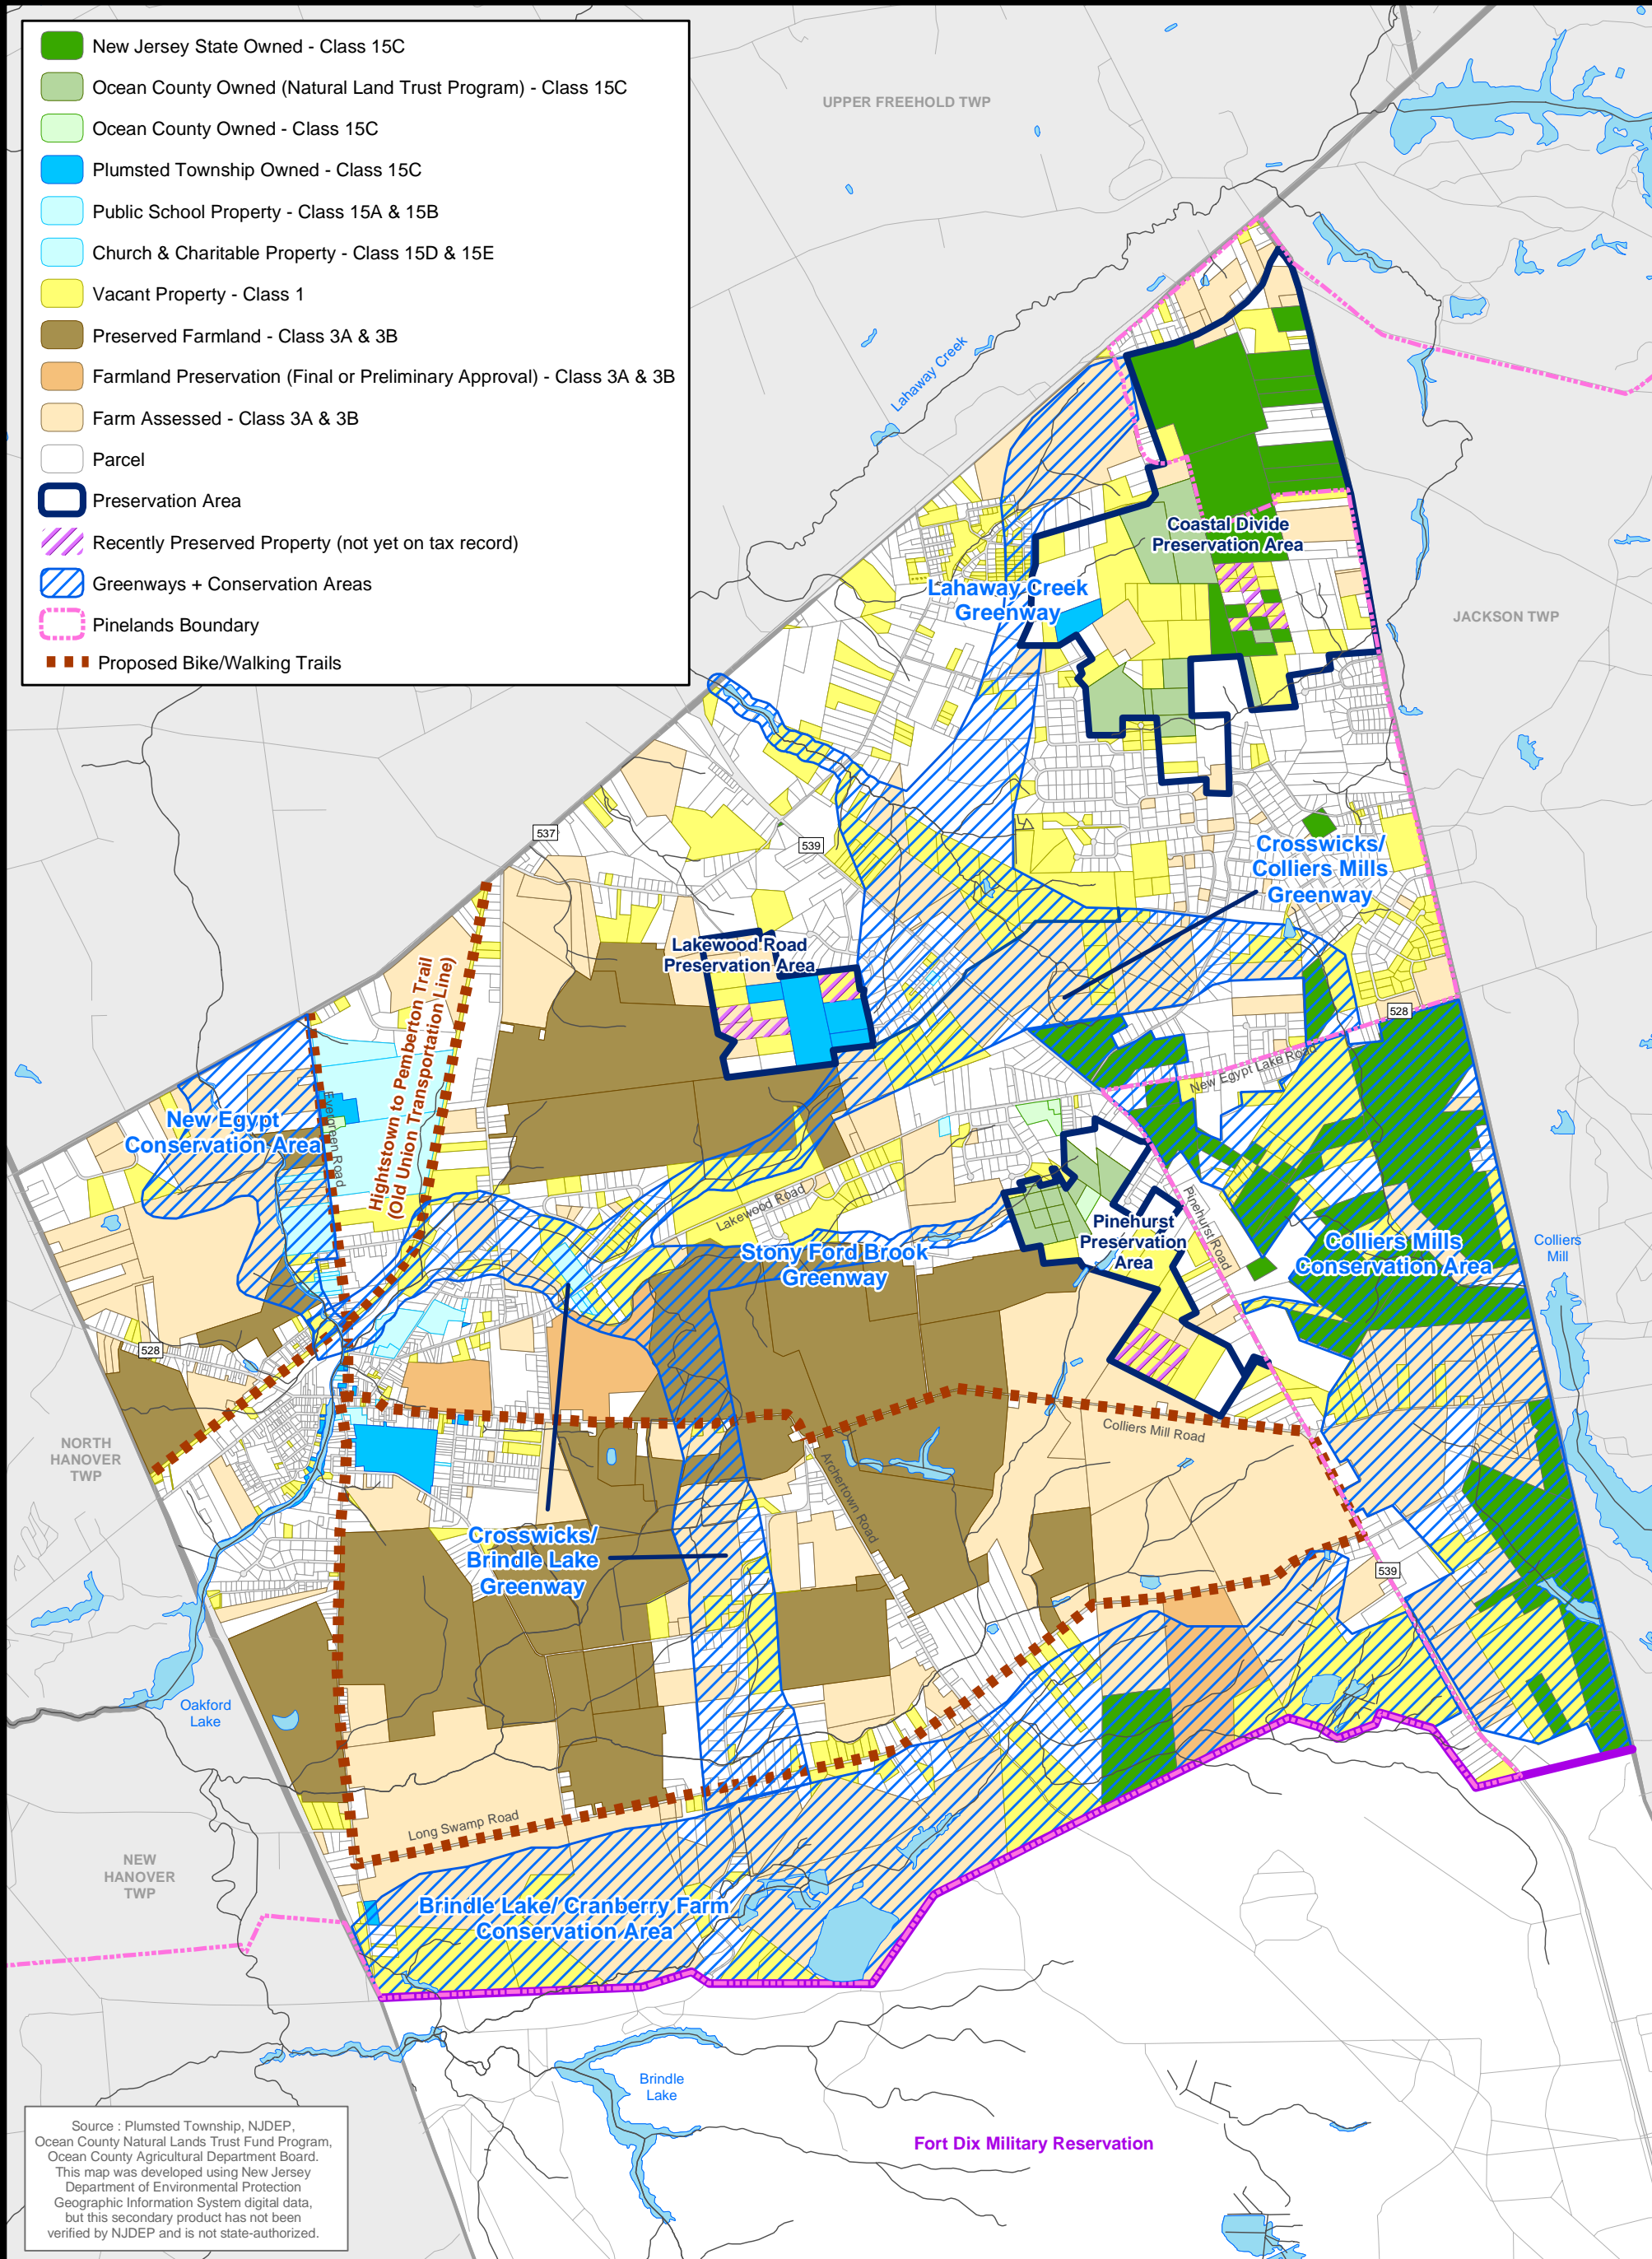 New Jersey State Owned - Class 15C
Ocean County Owned (Natural Land Trust Program) - Class 15C
Ocean County Owned - Class 15C
Plumsted Township Owned - Class 15C
Public School Property - Class 15A & 15B
Church & Charitable Property - Class 15D & 15E
Vacant Property - Class 1
Preserved Farmland - Class 3A & 3B
Farmland Preservation (Final or Preliminary Approval) - Class 3A & 3B
Farm Assessed - Class 3A & 3B
Parcel
Preservation Area
Recently Preserved Property (not yet on tax record)
Greenways + Conservation Areas
Pinelands Boundary
Proposed Bike/Walking Trails
UPPER FREEHOLD TWP
Lahaway Creek
Coastal Divide
Preservation Area
Lahaway Creek
Greenway
JACKSON TWP
537
539
Crosswicks/
Colliers Mills
Greenway
Lakewood Road
Preservation Area
528
New Egypt Lake Road
Hightstown to Pemberton Trail
(Old Union Transportation Line)
Evergreen Road
New Egypt
Conservation Area
Lakewood Road
Pinehurst Road
Pinehurst
Preservation
Area
Stony Ford Brook
Greenway
Colliers Mills
Conservation Area
Colliers
Mill
528
NORTH
HANOVER
TWP
Colliers Mill Road
Archertown Road
Crosswicks/
Brindle Lake
Greenway
539
Oakford
Lake
Long Swamp Road
NEW
HANOVER
TWP
Brindle Lake/ Cranberry Farm
Conservation Area
Brindle
Lake
Fort Dix Military Reservation
Source : Plumsted Township, NJDEP,
Ocean County Natural Lands Trust Fund Program,
Ocean County Agricultural Department Board.
This map was developed using New Jersey
Department of Environmental Protection
Geographic Information System digital data,
but this secondary product has not been
verified by NJDEP and is not state-authorized.